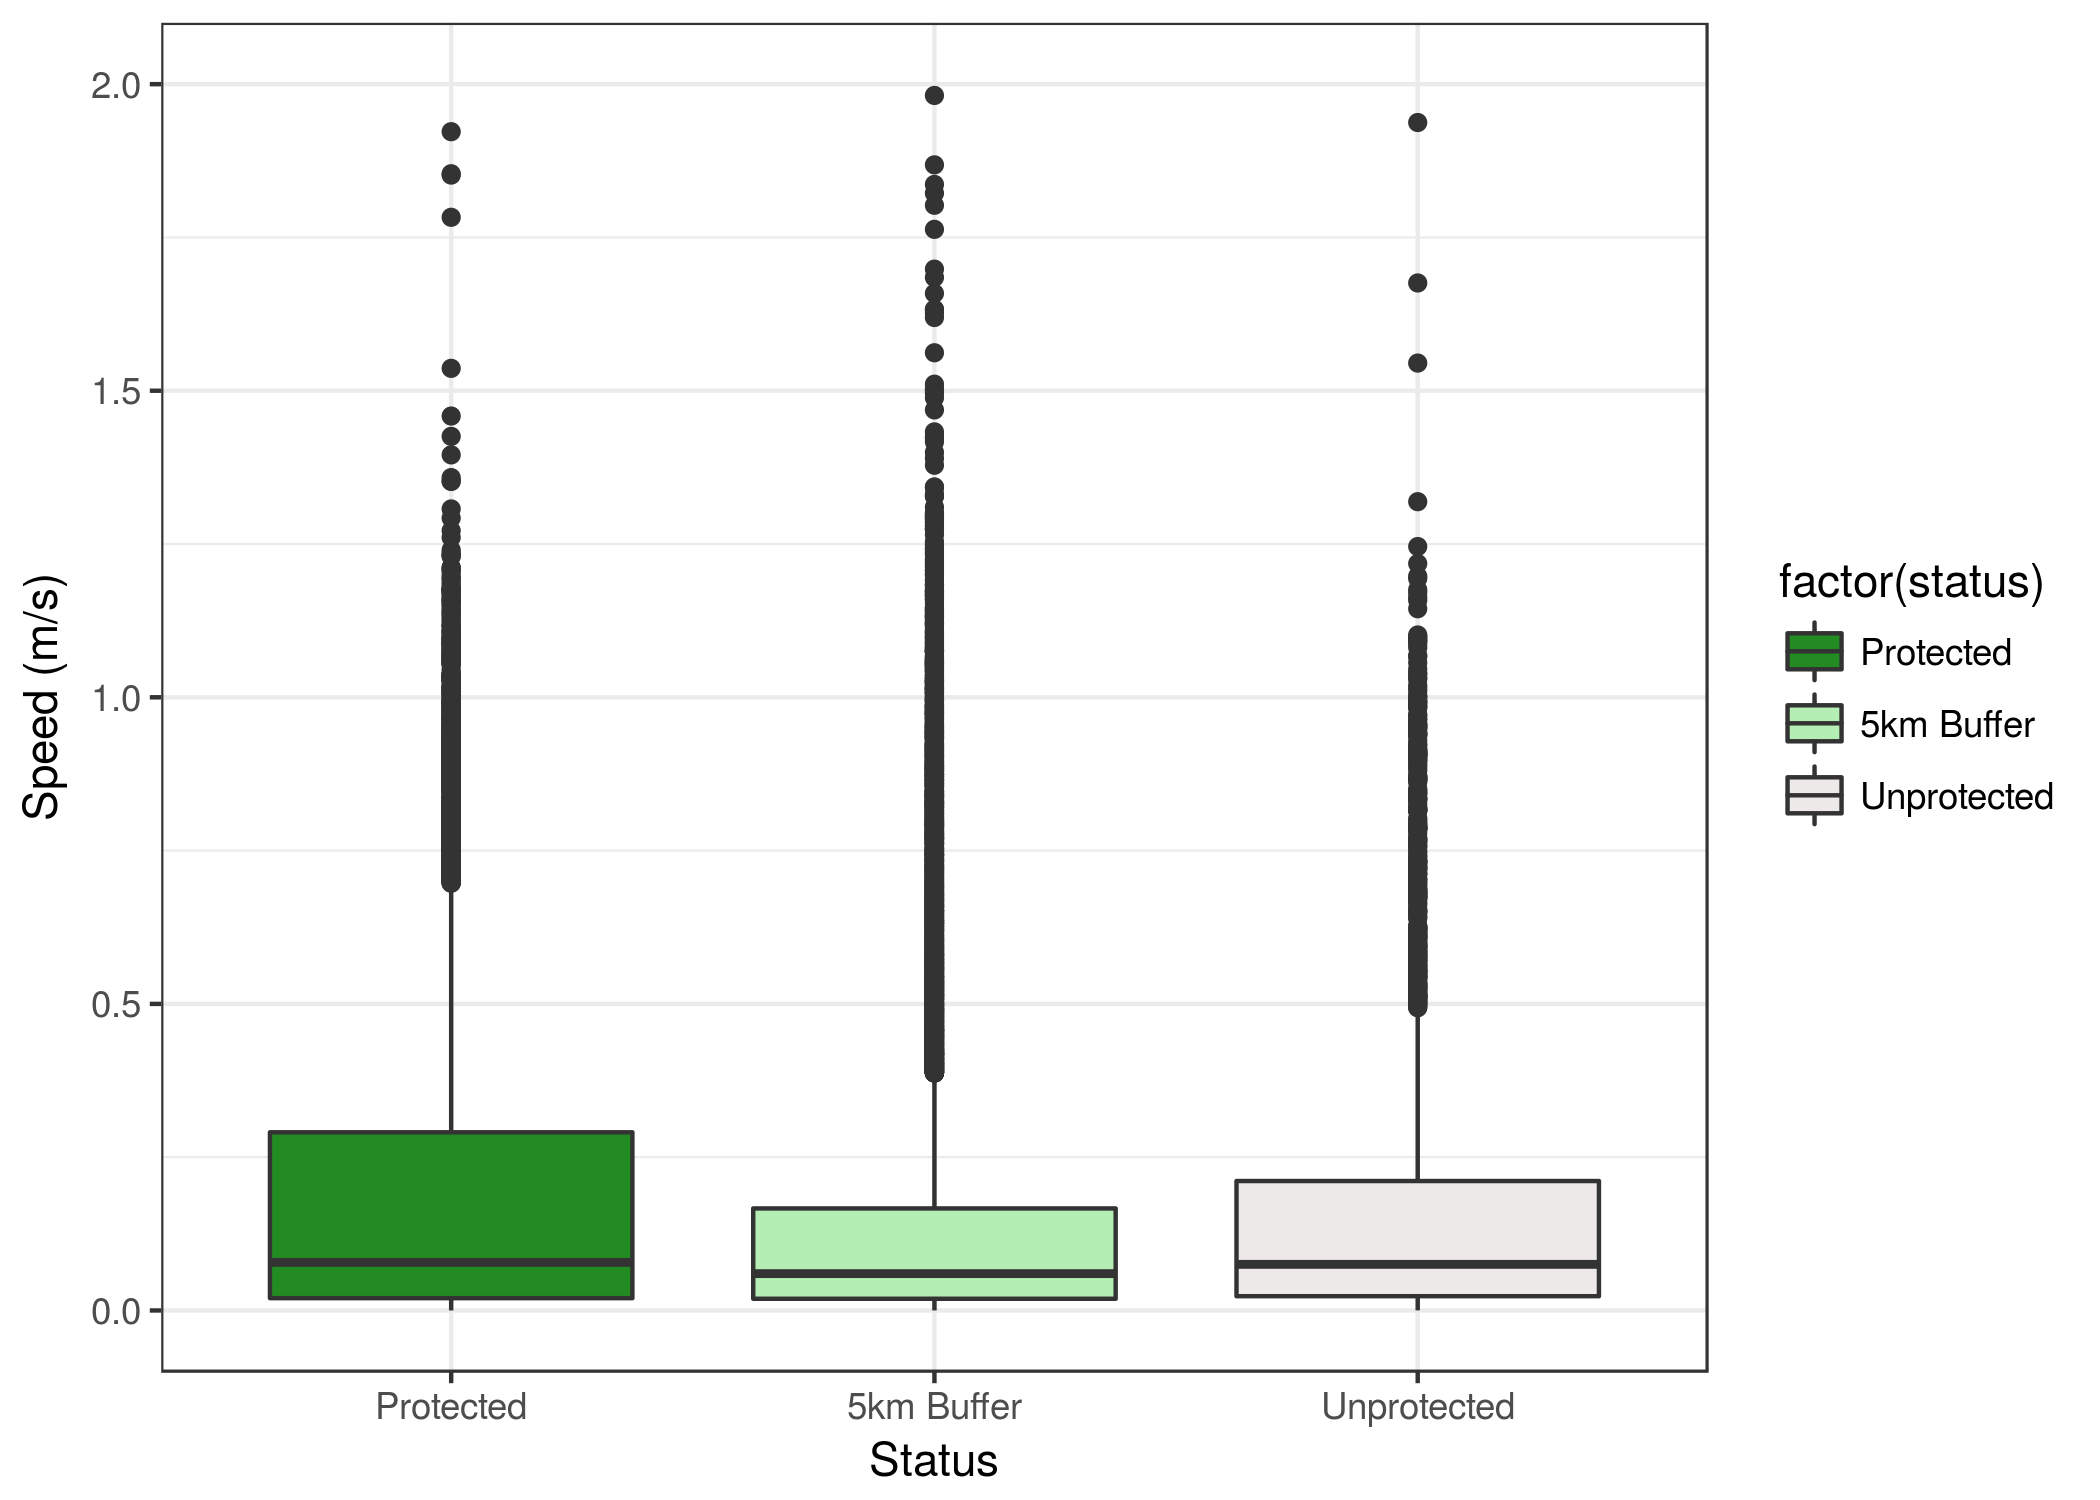 2.0
1.5
1.0
0.5
0.0
Speed (m/s)
Protected
5km Buffer
Unprotected
Status
factor(status)
Protected
5km Buffer
Unprotected